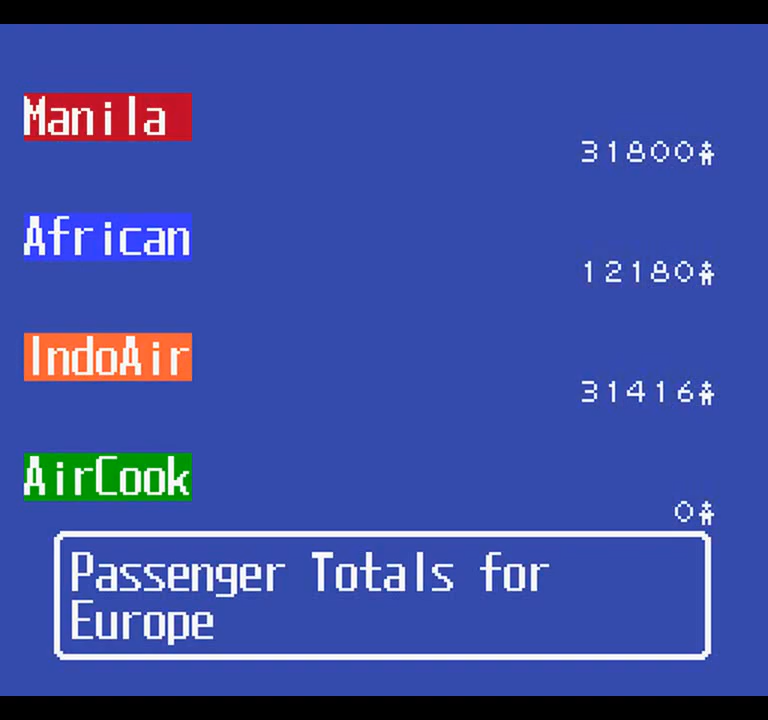 Manila
31800
African
12180
IndoAir
31416
AirCook
0
Passenger Totals for
Europe